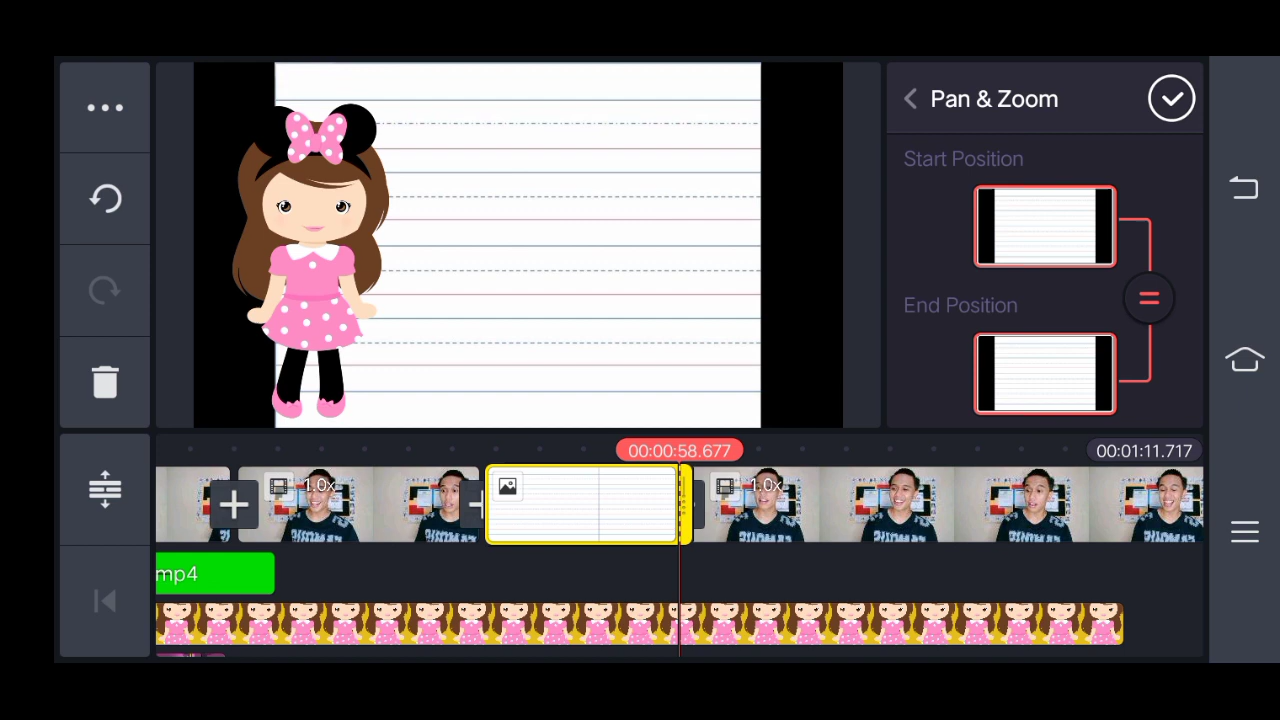 Pan & Zoom
Start Position
End Position
00:00:58.677
00:01:11.717
1.0x
1.0x
mp4